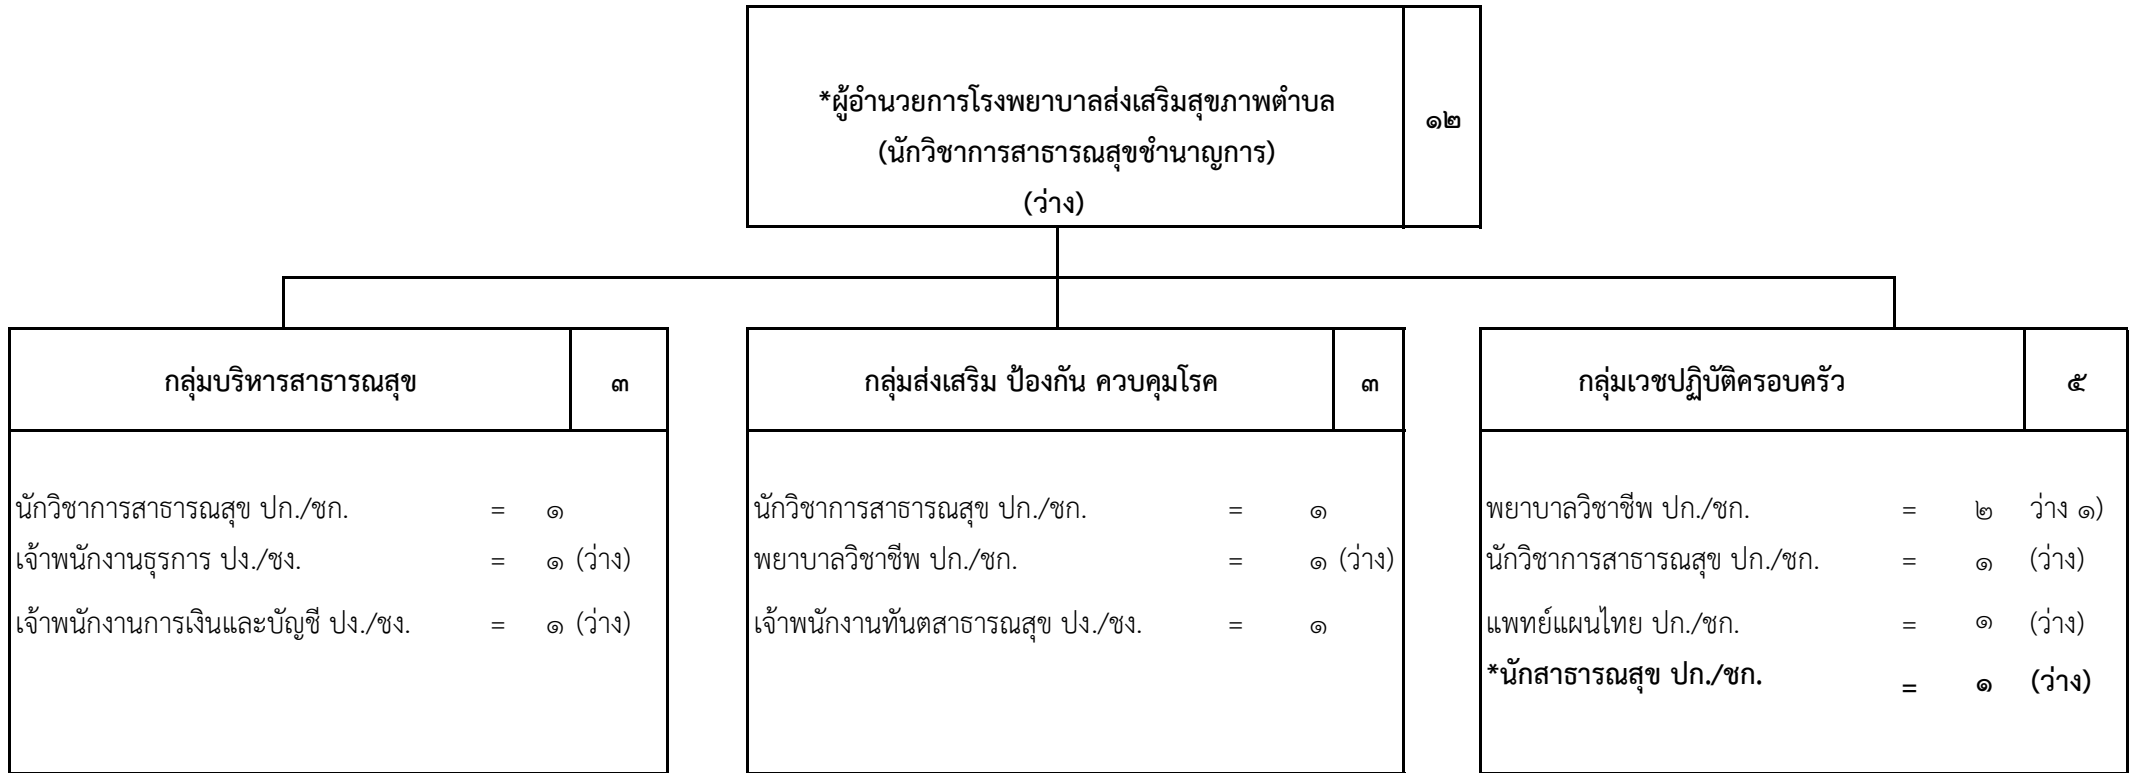 *ผู้อำนวยการโรงพยาบาลส่งเสริมสุขภาพตำบล
(นักวิชาการสาธารณสุขชำนาญการ)
(ว่าง)
๑๒
กลุ่มบริหารสาธารณสุข ๓
นักวิชาการสาธารณสุข ปก./ชก. = ๑
เจ้าพนักงานธุรการ ปง./ชง. = ๑ (ว่าง)
เจ้าพนักงานการเงินและบัญชี ปง./ชง. = ๑ (ว่าง)
กลุ่มส่งเสริม ป้องกัน ควบคุมโรค ๓
นักวิชาการสาธารณสุข ปก./ชก. = ๑
พยาบาลวิชาชีพ ปก./ชก. = ๑ (ว่าง)
เจ้าพนักงานทันตสาธารณสุข ปง./ชง. = ๑
กลุ่มเวชปฏิบัติครอบครัว ๕
พยาบาลวิชาชีพ ปก./ชก. = ๒ ว่าง ๑)
นักวิชาการสาธารณสุข ปก./ชก. = ๑ (ว่าง)
แพทย์แผนไทย ปก./ชก. = ๑ (ว่าง)
*นักสาธารณสุข ปก./ชก. = ๑ (ว่าง)